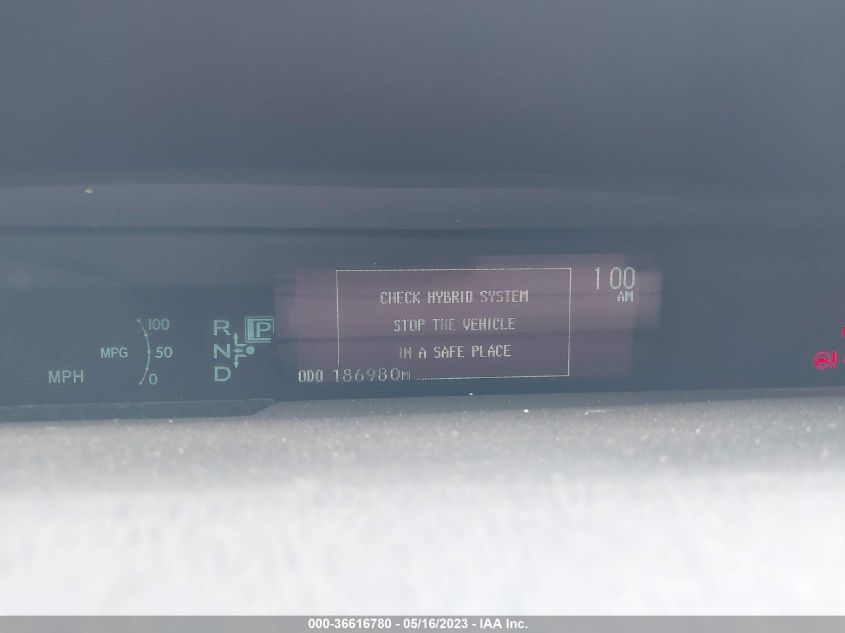 CHECK HYBRID SYSTEM
STOP THE VEHICLE
IN A SAFE PLACE
1 00
AM
MPH
MPG
100
50
0
R
P
N
D
ODO 186980M
000-36616780 - 05/16/2023 - IAA Inc.